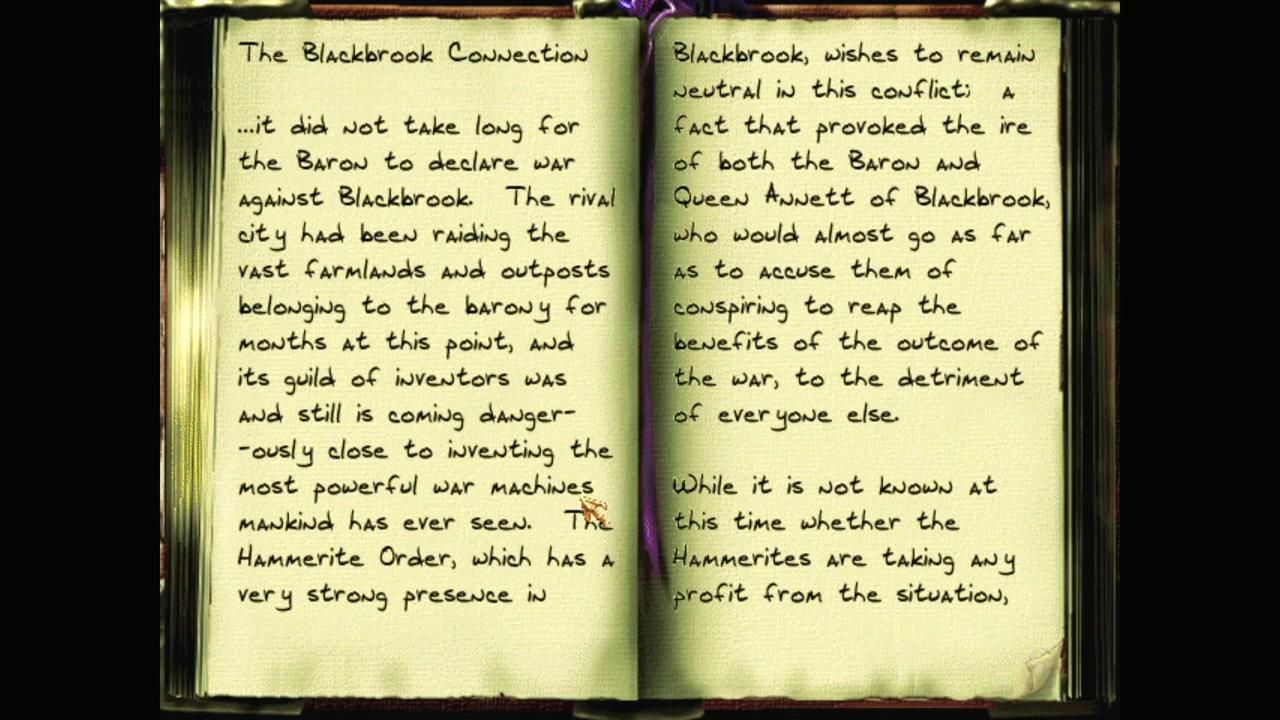 The Blackbrook Connection
...it did not take long for
the Baron to declare war
against Blackbrook. The rival
city had been raiding the
vast farmlands and outposts
belonging to the barony for
months at this point, and
its guild of inventors was
and still is coming danger-
-ously close to inventing the
most powerful war machines
mankind has ever seen. The
Hammerite Order, which has a
very strong presence in
Blackbrook, wishes to remain
neutral in this conflict; a
fact that provoked the ire
of both the Baron and
Queen Annett of Blackbrook,
who would almost go as far
as to accuse them of
conspiring to reap the
benefits of the outcome of
the war, to the detriment
of everyone else.
While it is not known at
this time whether the
Hammerites are taking any
profit from the situation,